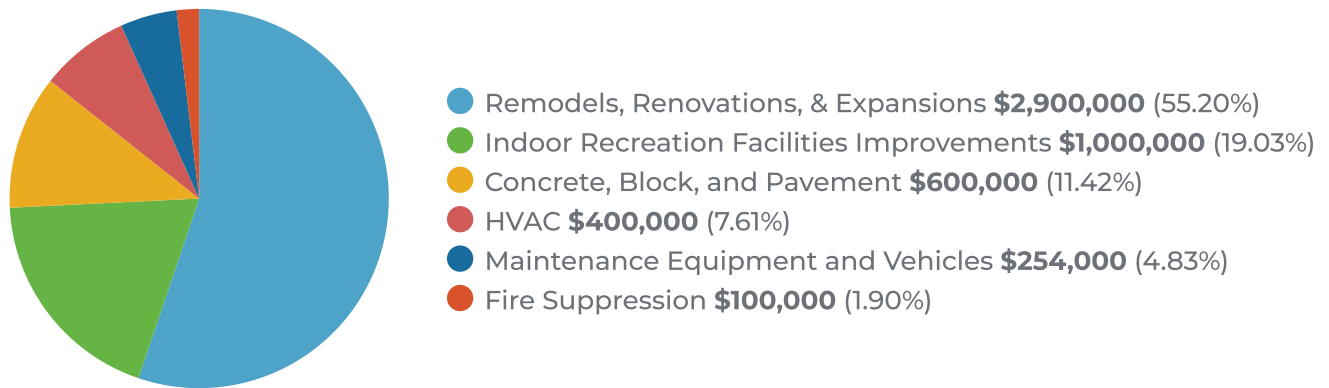 Remodels, Renovations, & Expansions $2,900,000 (55.20%)
Indoor Recreation Facilities Improvements $1,000,000 (19.03%)
Concrete, Block, and Pavement $600,000 (11.42%)
HVAC $400,000 (7.61%)
Maintenance Equipment and Vehicles $254,000 (4.83%)
Fire Suppression $100,000 (1.90%)